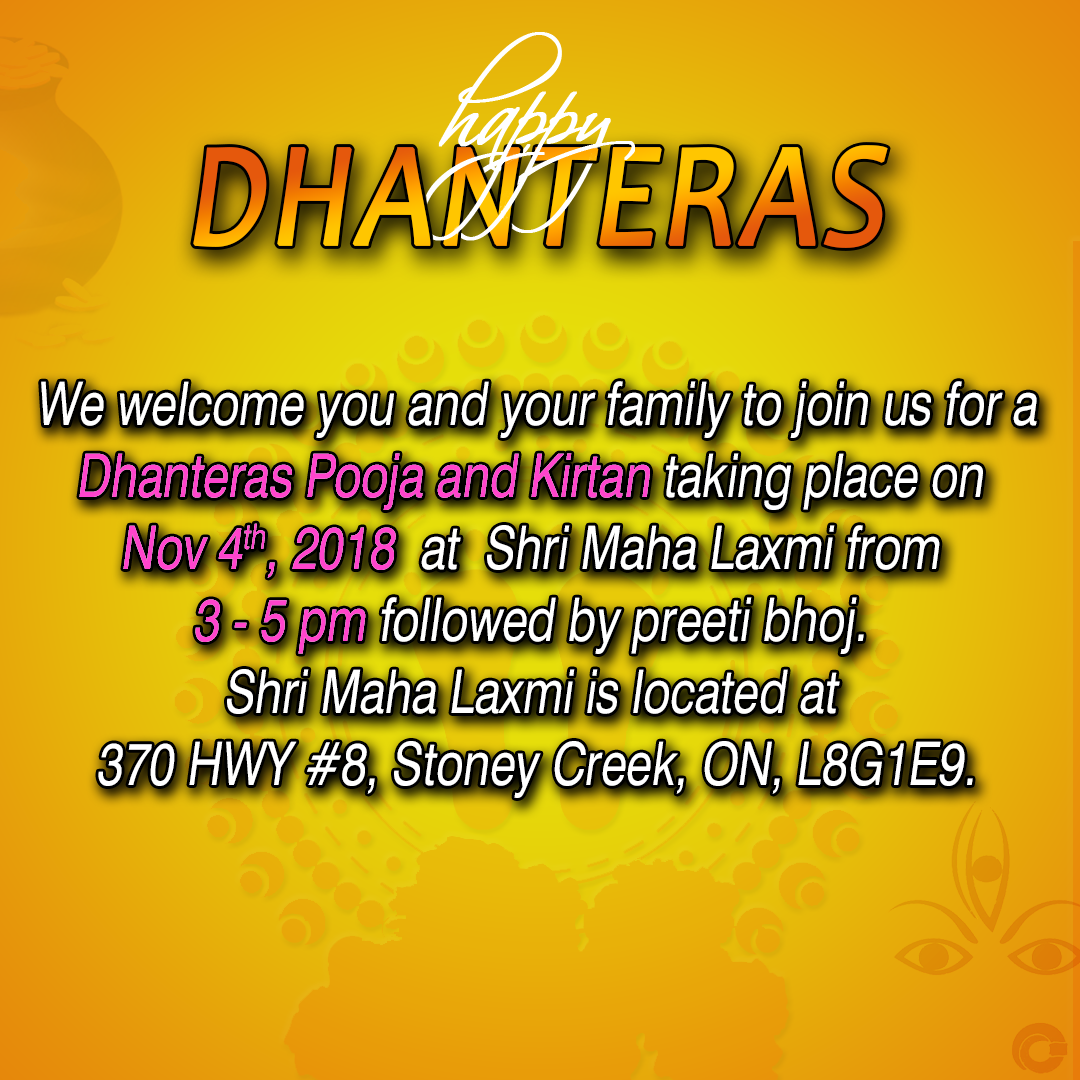 happy
DHANTERAS
We welcome you and your family to join us for a
Dhanteras Pooja and Kirtan taking place on
Nov 4th, 2018 at Shri Maha Laxmi from
3 - 5 pm followed by preeti bhoj.
Shri Maha Laxmi is located at
370 HWY #8, Stoney Creek, ON, L8G1E9.